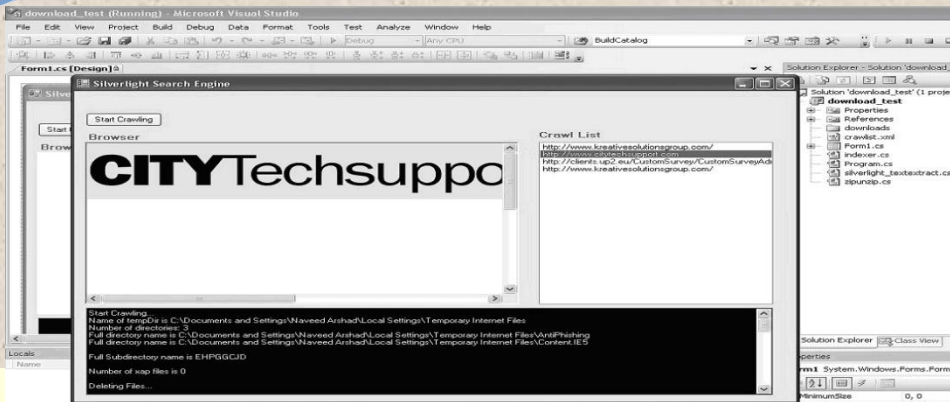 download_test (Running) - Microsoft Visual Studio
File Edit View Project Build Debug Data Format Tools Test Analyze Window Help
Debug Any CPU BuildCatalog
Form1.cs [Design]
Solution Explorer - Solution 'download_
Silverlight Search Engine
Solution 'download_test' (1 proje
download_test
Properties
References
downloads
crawlist.xml
Form1.cs
indexer.cs
Program.cs
silverlight_textextract.cs
zipunzip.cs
Silve
Start
Brow
Start Crawling
Browser
Crawl List
CITYTechsuppo
http://www.kreativesolutionsgroup.com/
http://www.citytechsupport.com
http://clients.up2.eu/CustomSurvey/CustomSurveyAd
http://www.kreativesolutionsgroup.com/
Start Crawling...
Name of tempDir is C:\Documents and Settings\Naveed Arshad\Local Settings\Temporary Internet Files
Number of directories: 3
Full directory name is C:\Documents and Settings\Naveed Arshad\Local Settings\Temporary Internet Files\AntiPhishing
Full directory name is C:\Documents and Settings\Naveed Arshad\Local Settings\Temporary Internet Files\Content.IE5
Full Subdirectory name is EHPGGCJD
Number of xap files is 0
Deleting Files...
Locals
Name
Solution Explorer Class View
operties
rm1 System.Windows.Forms.Form
MinimumSize 0, 0